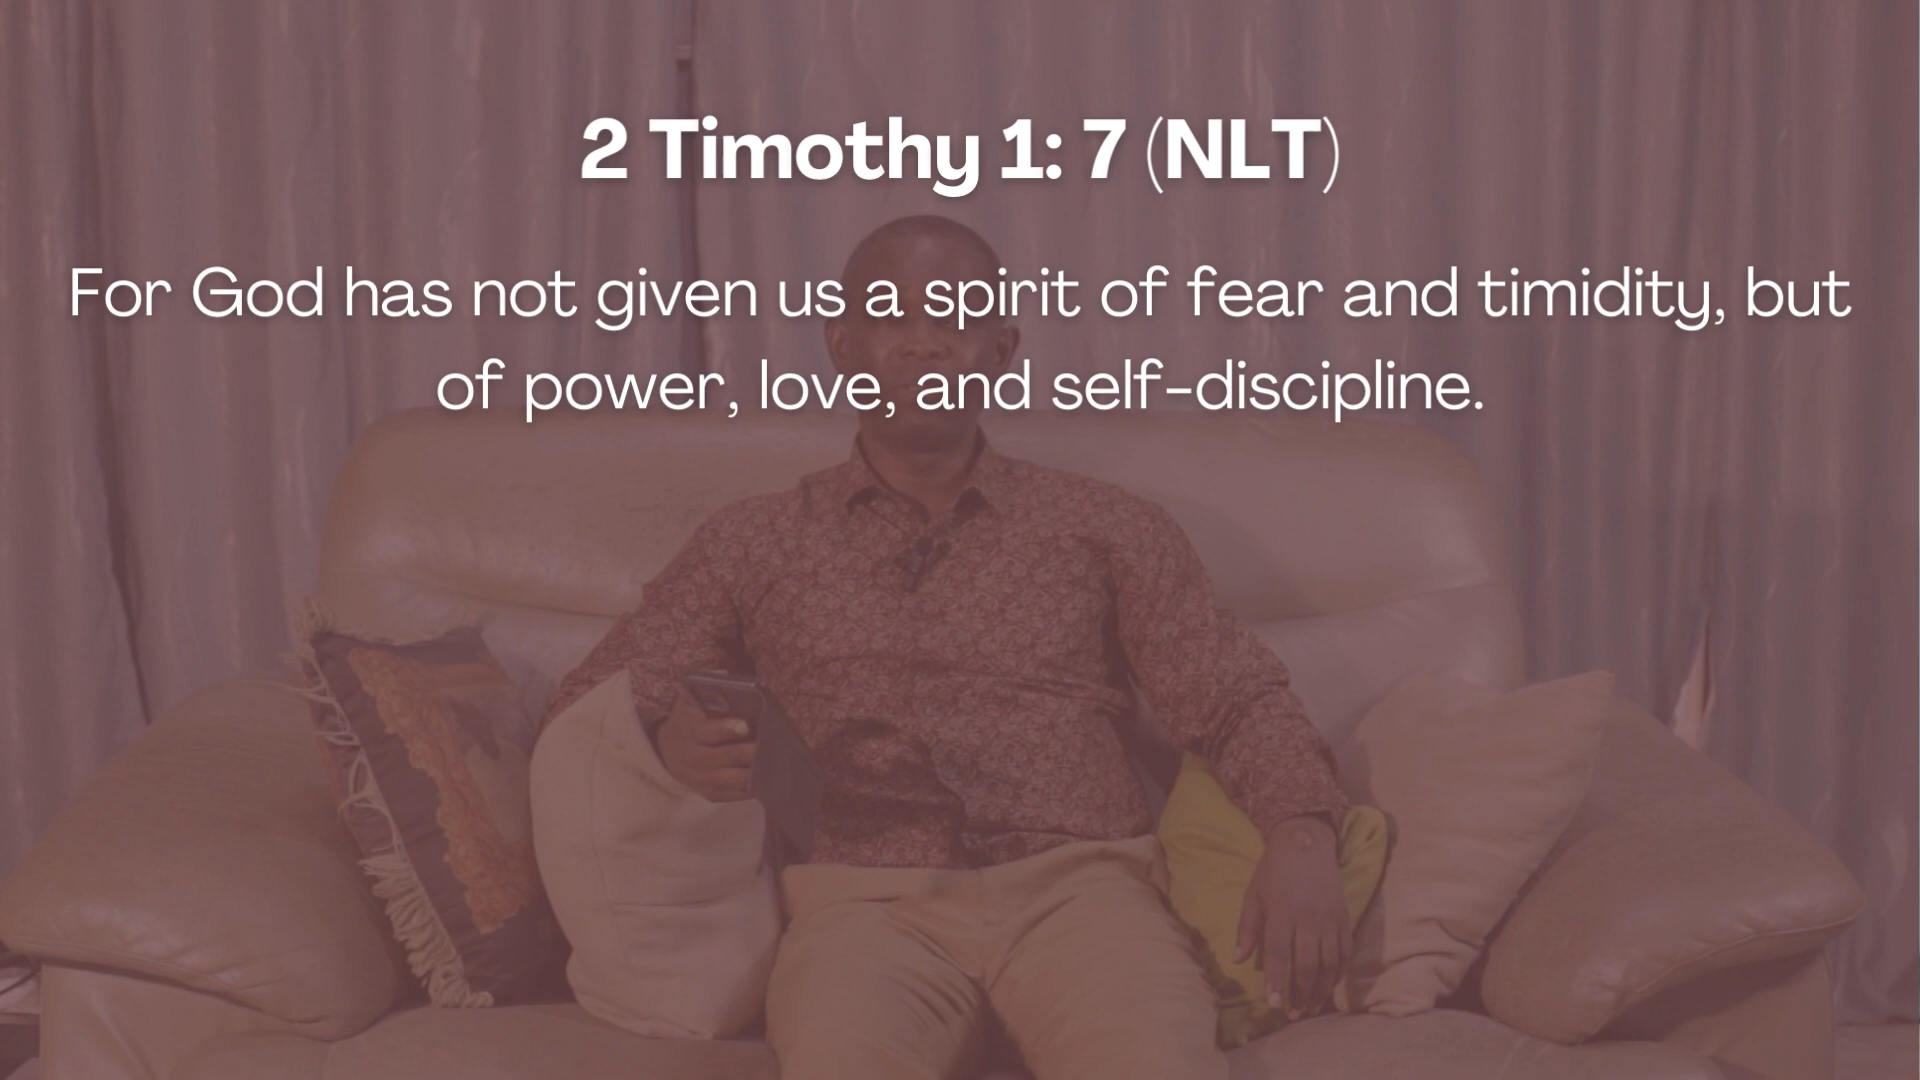 2 Timothy 1: 7 (NLT)
For God has not given us a spirit of fear and timidity, but
of power, love, and self-discipline.